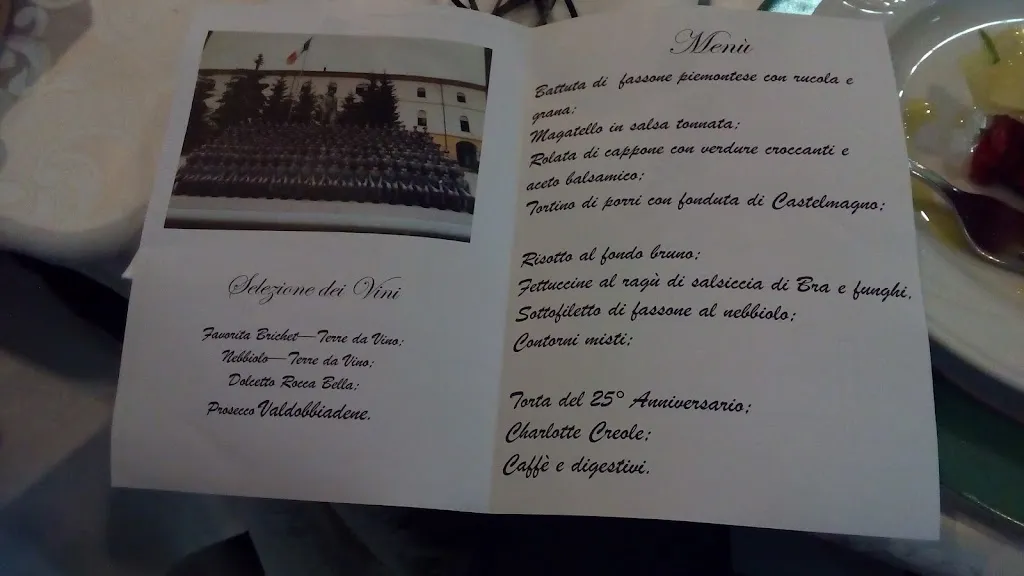 Selezione dei Vini
Favorita Brichet—Terre da Vino;
Nebbiolo—Terre da Vino;
Dolcetto Rocca Bella;
Prosecco Valdobbiadene.
Menù
Battuta di fassone piemontese con rucola e
grana;
Magatello in salsa tonnata;
Rolata di cappone con verdure croccanti e
aceto balsamico;
Tortino di porri con fonduta di Castelmagno;
Risotto al fondo bruno;
Fettuccine al ragù di salsiccia di Bra e funghi,
Sottofiletto di fassone al nebbiolo;
Contorni misti;
Torta del 25° Anniversario;
Charlotte Creole;
Caffè e digestivi.